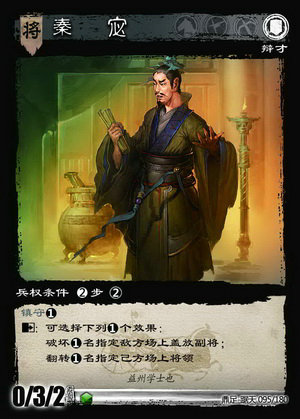 将 秦宓
辩才
兵权条件 2 步 2
镇守1
可选择下列1个效果:
破坏1名指定敌方场上盖放副将;
翻转1名指定己方场上将领
益州学士也
0/3/2
095/180